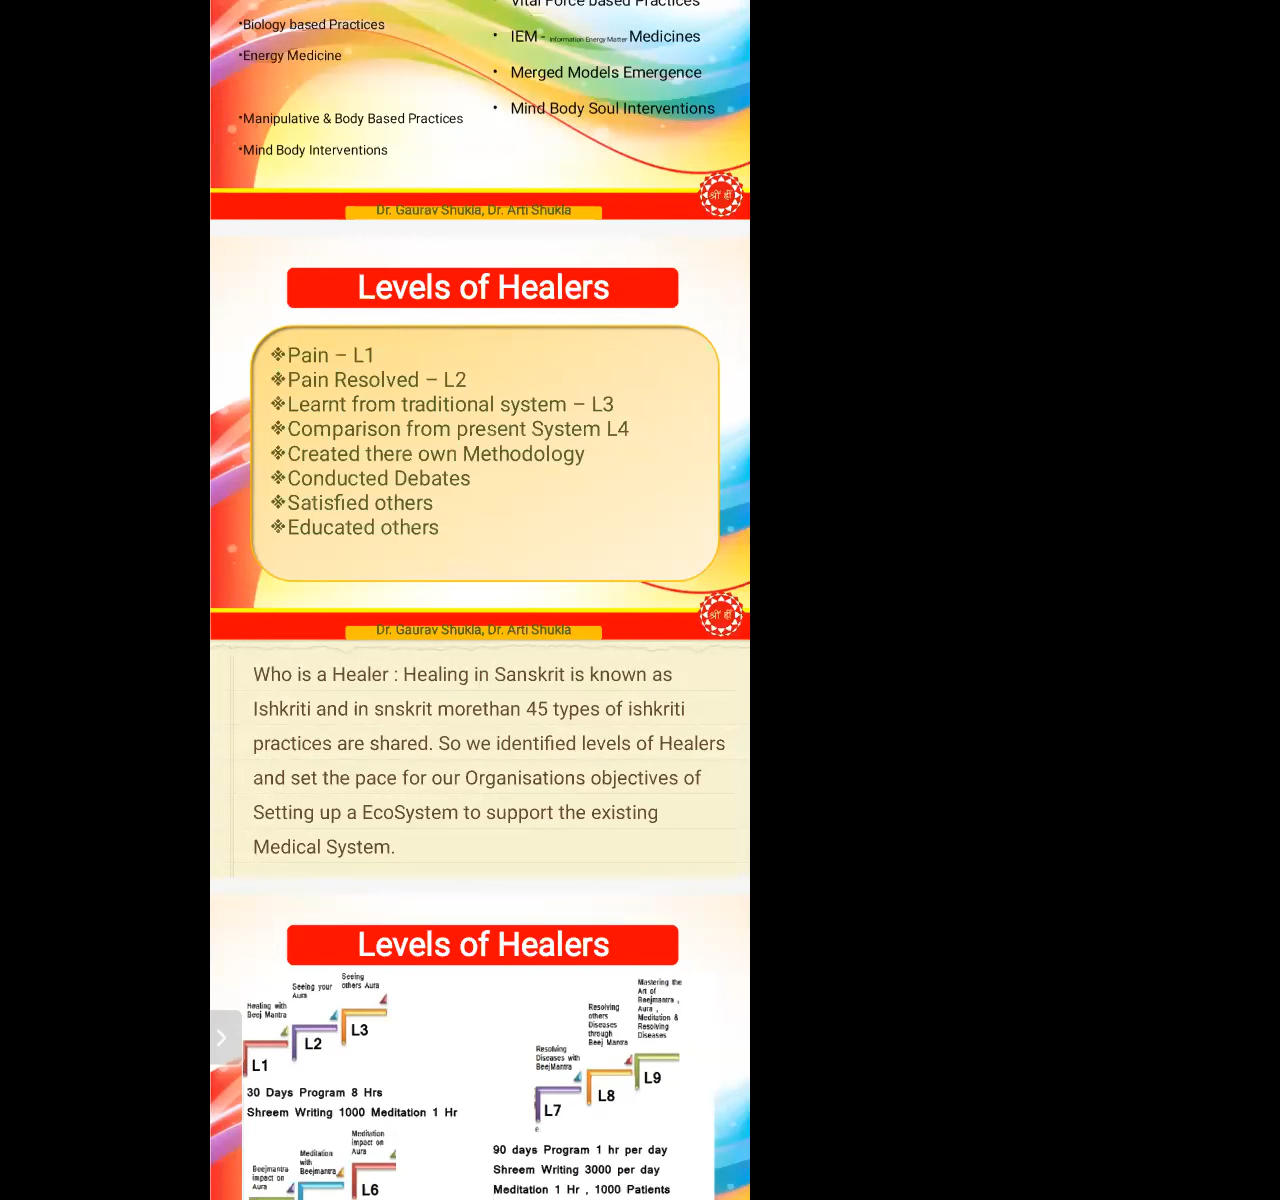 •Biology based Practices
•Energy Medicine
•Manipulative & Body Based Practices
•Mind Body Interventions
Vital Force based Practices
• IEM - Information Energy Matter Medicines
• Merged Models Emergence
• Mind Body Soul Interventions
श्रीं ह्रीं
Dr. Gaurav Shukla, Dr. Arti Shukla
Levels of Healers
❖Pain – L1
❖Pain Resolved – L2
❖Learnt from traditional system – L3
❖Comparison from present System L4
❖Created there own Methodology
❖Conducted Debates
❖Satisfied others
❖Educated others
श्रीं ह्रीं
Dr. Gaurav Shukla, Dr. Arti Shukla
Who is a Healer : Healing in Sanskrit is known as
Ishkriti and in snskrit morethan 45 types of ishkriti
practices are shared. So we identified levels of Healers
and set the pace for our Organisations objectives of
Setting up a EcoSystem to support the existing
Medical System.
Levels of Healers
Healing with
Beej Mantra
L1
Seeing your
Aura
L2
Seeing
others Aura
L3
30 Days Program 8 Hrs
Shreem Writing 1000 Meditation 1 Hr
Beejmantra
impact on
Aura
Meditation
with
Beejmantra
Meditation
impact on
Aura
L6
Resolving
Diseases with
BeejMantra
L7
e
Resolving
others
Diseases
through
Beej Mantra
L8
Mastering the
Art of
Beejmantra ,
Aura ,
Meditation &
Resolving
Diseases
L9
90 days Program 1 hr per day
Shreem Writing 3000 per day
Meditation 1 Hr , 1000 Patients